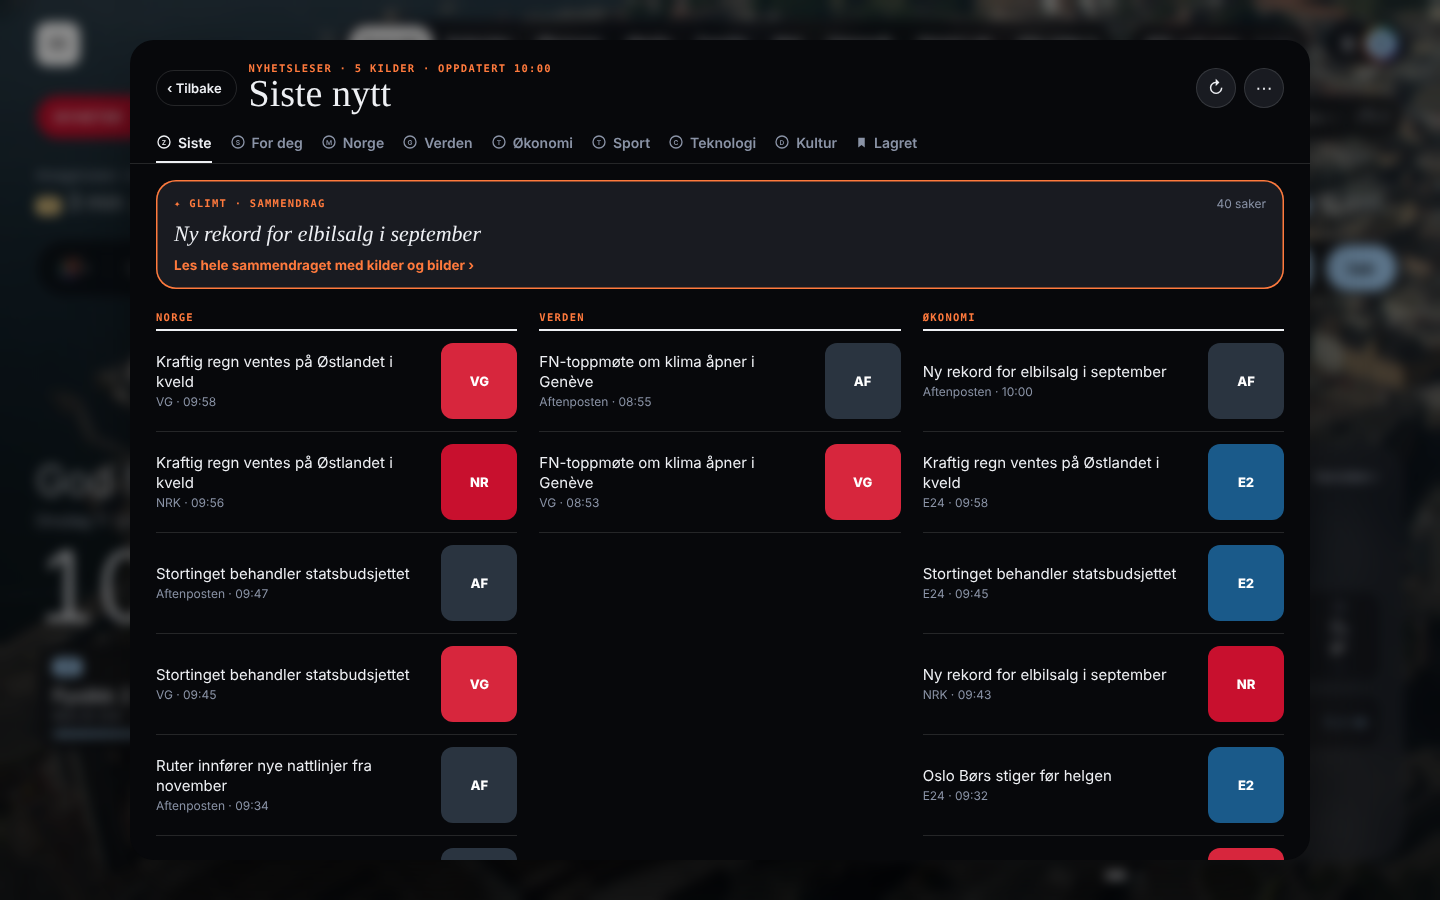 NYHETSLESER · 5 KILDER · OPPDATERT 10:00
‹ Tilbake
Siste nytt
Siste
For deg
Norge
Verden
Økonomi
Sport
Teknologi
Kultur
Lagret
✦ GLIMT · SAMMENDRAG
40 saker
Ny rekord for elbilsalg i september
Les hele sammendraget med kilder og bilder ›
NORGE
Kraftig regn ventes på Østlandet i
kveld
VG · 09:58
VG
Kraftig regn ventes på Østlandet i
kveld
NRK · 09:56
NR
Stortinget behandler statsbudsjettet
Aftenposten · 09:47
AF
Stortinget behandler statsbudsjettet
VG · 09:45
VG
Ruter innfører nye nattlinjer fra
november
Aftenposten · 09:34
AF
VERDEN
FN-toppmøte om klima åpner i
Genève
Aftenposten · 08:55
AF
FN-toppmøte om klima åpner i
Genève
VG · 08:53
VG
ØKONOMI
Ny rekord for elbilsalg i september
Aftenposten · 10:00
AF
Kraftig regn ventes på Østlandet i
kveld
E24 · 09:58
E2
Stortinget behandler statsbudsjettet
E24 · 09:45
E2
Ny rekord for elbilsalg i september
NRK · 09:43
NR
Oslo Børs stiger før helgen
E24 · 09:32
E2
10